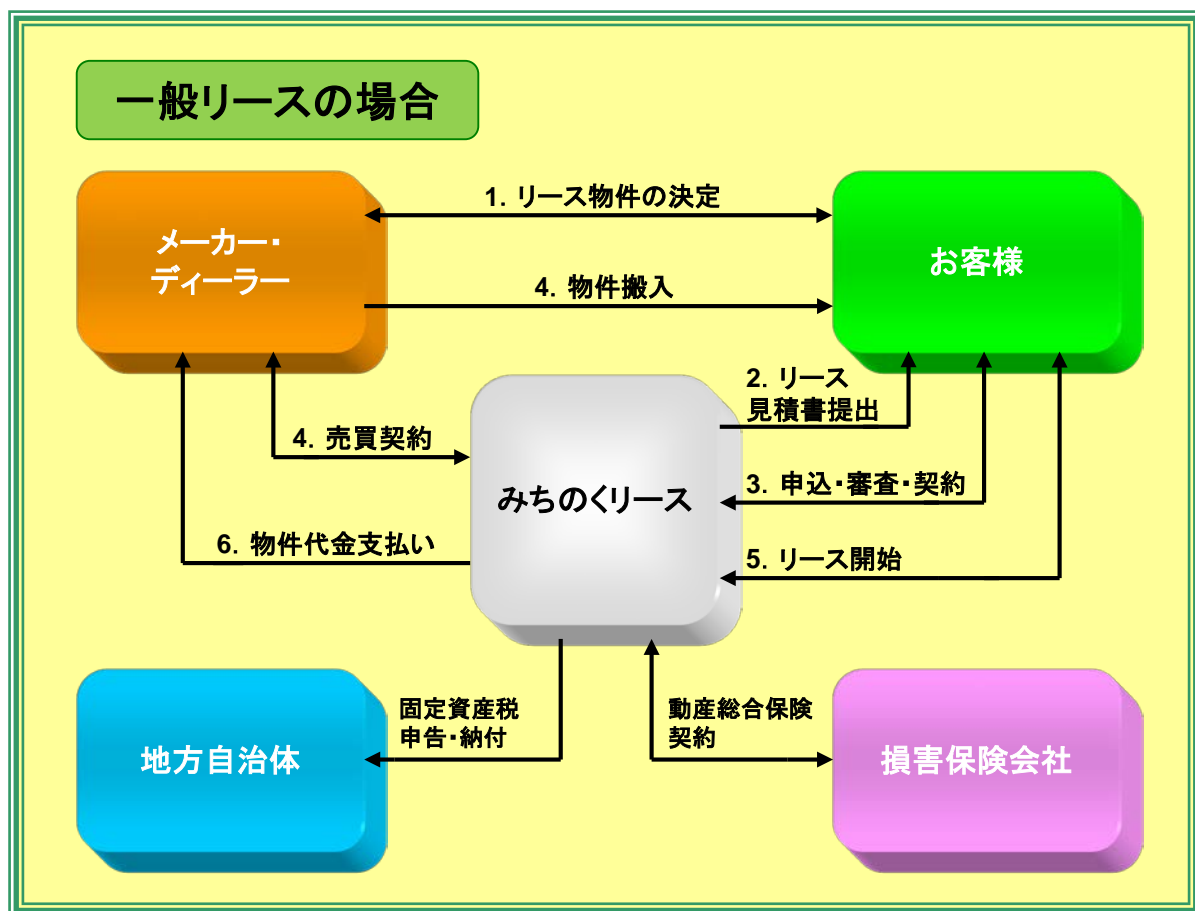 一般リースの場合
1. リース物件の決定
メーカー・
ディーラー
お客様
4. 物件搬入
2. リース
見積書提出
4. 売買契約
みちのくリース
3. 申込・審査・契約
6. 物件代金支払い
5. リース開始
固定資産税
申告・納付
動産総合保険
契約
地方自治体
損害保険会社